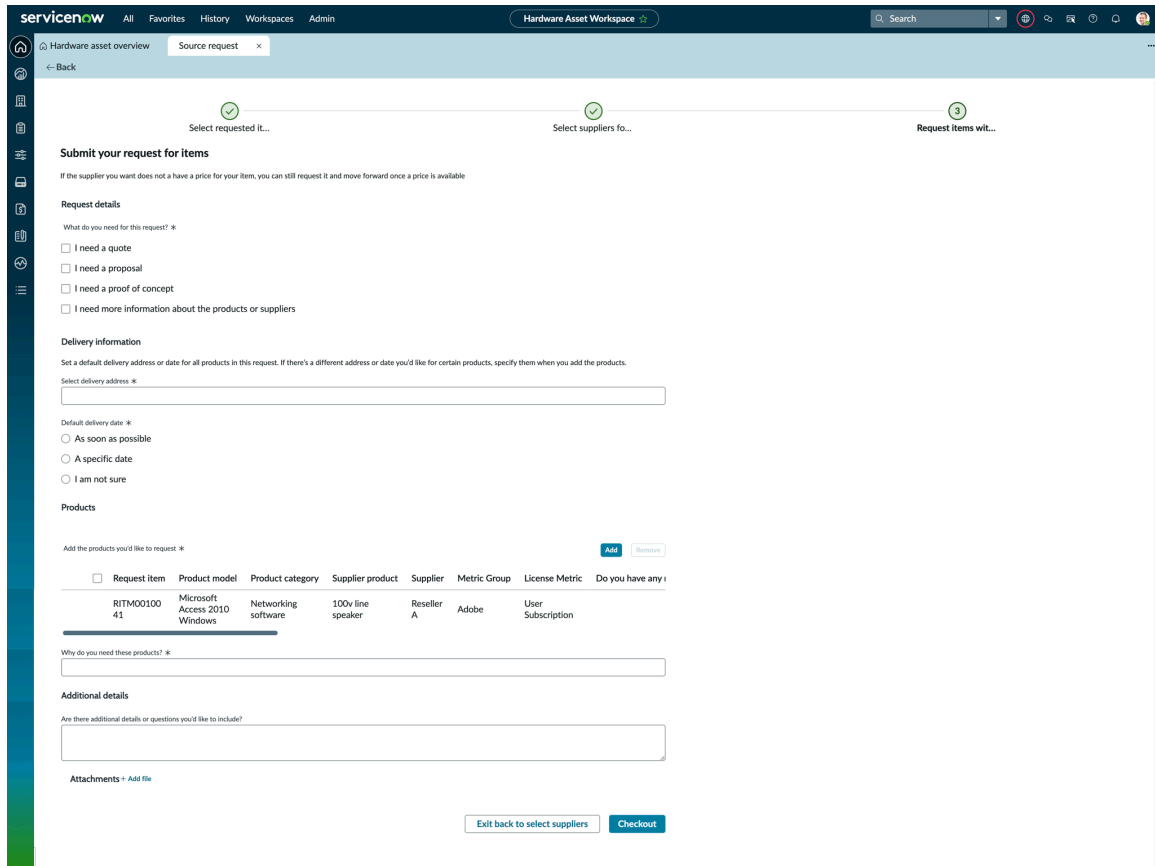 servicenow All Favorites History Workspaces Admin Hardware Asset Workspace Search
Hardware asset overview Source request ×
← Back
3
Select requested it... Select suppliers fo... Request items wit...
Submit your request for items
If the supplier you want does not a have a price for your item, you can still request it and move forward once a price is available
Request details
What do you need for this request? *
I need a quote
I need a proposal
I need a proof of concept
I need more information about the products or suppliers
Delivery information
Set a default delivery address or date for all products in this request. If there's a different address or date you'd like for certain products, specify them when you add the products.
Select delivery address *
Default delivery date *
As soon as possible
A specific date
I am not sure
Products
Add the products you'd like to request * Add Remove
Request item Product model Product category Supplier product Supplier Metric Group License Metric Do you have any
RITM00100
41
Microsoft
Access 2010
Windows
Networking
software
100v line
speaker
Reseller
A
Adobe
User
Subscription
Why do you need these products? *
Additional details
Are there additional details or questions you'd like to include?
Attachments + Add file
Exit back to select suppliers Checkout